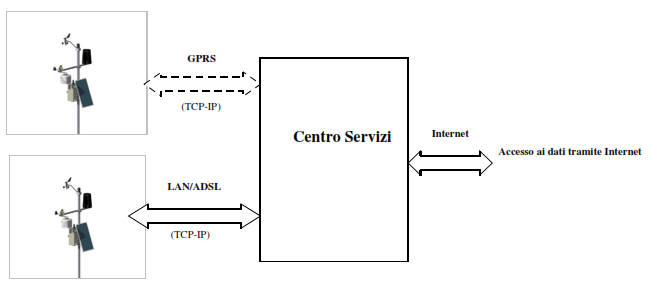 GPRS
(TCP-IP)
Centro Servizi
Internet
Accesso ai dati tramite Internet
LAN/ADSL
(TCP-IP)